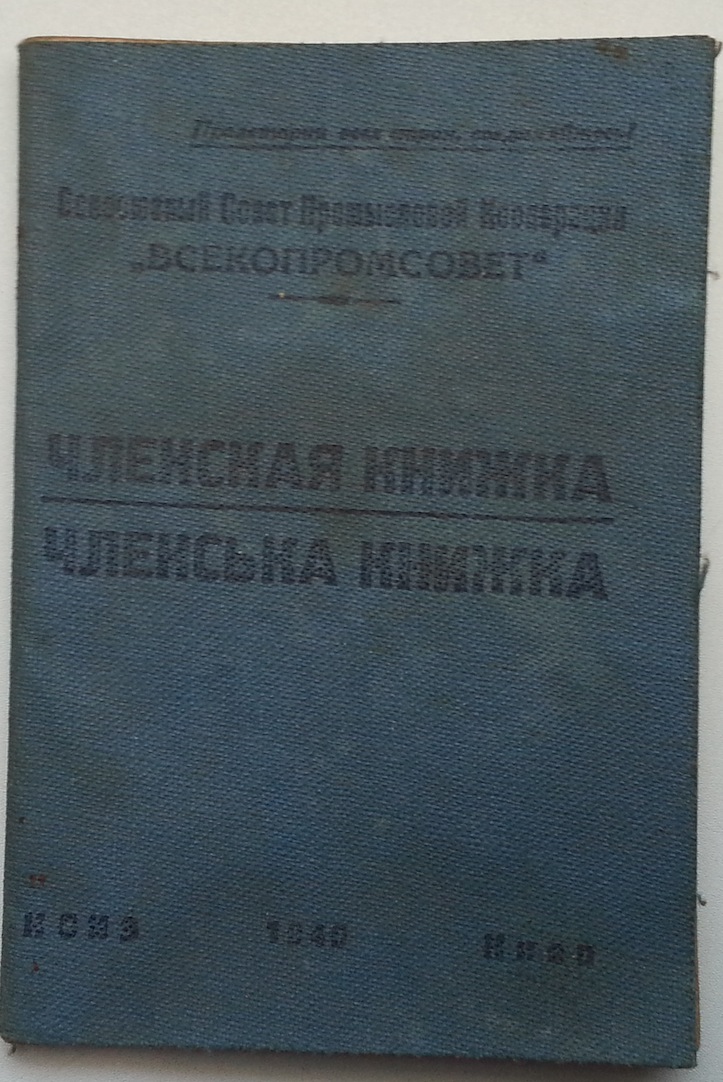 Пролетарии всех стран, соединяйтесь!
Всесоюзный Совет Промысловой Кооперации
„ВСЕКОПРОМСОВЕТ“
ЧЛЕНСКАЯ КНИЖКА
ЧЛЕНСЬКА КНИЖКА
1940